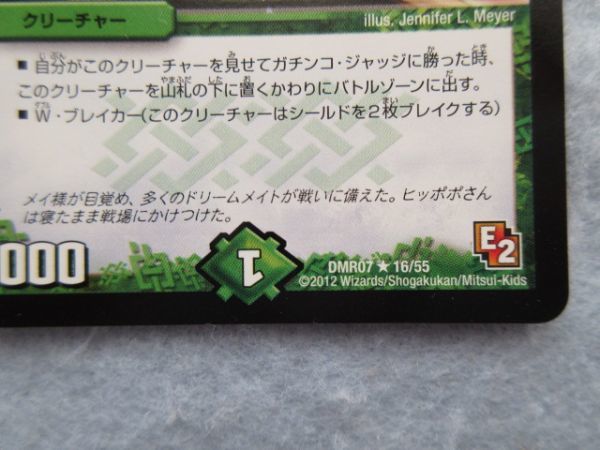 クリーチャー
illus. Jennifer L. Meyer
■ 自分がこのクリーチャーを見せてガチンコ・ジャッジに勝った時、
このクリーチャーを山札の下に置くかわりにバトルゾーンに出す。
■ W・ブレイカー(このクリーチャーはシールドを2枚ブレイクする)
メイ様が目覚め、多くのドリームメイトが戦いに備えた。ヒッポポさん
は寝たまま戦場にかけつけた。
000
1
DMR07 ★ 16/55
E2
©2012 Wizards/Shogakukan/Mitsui-Kids